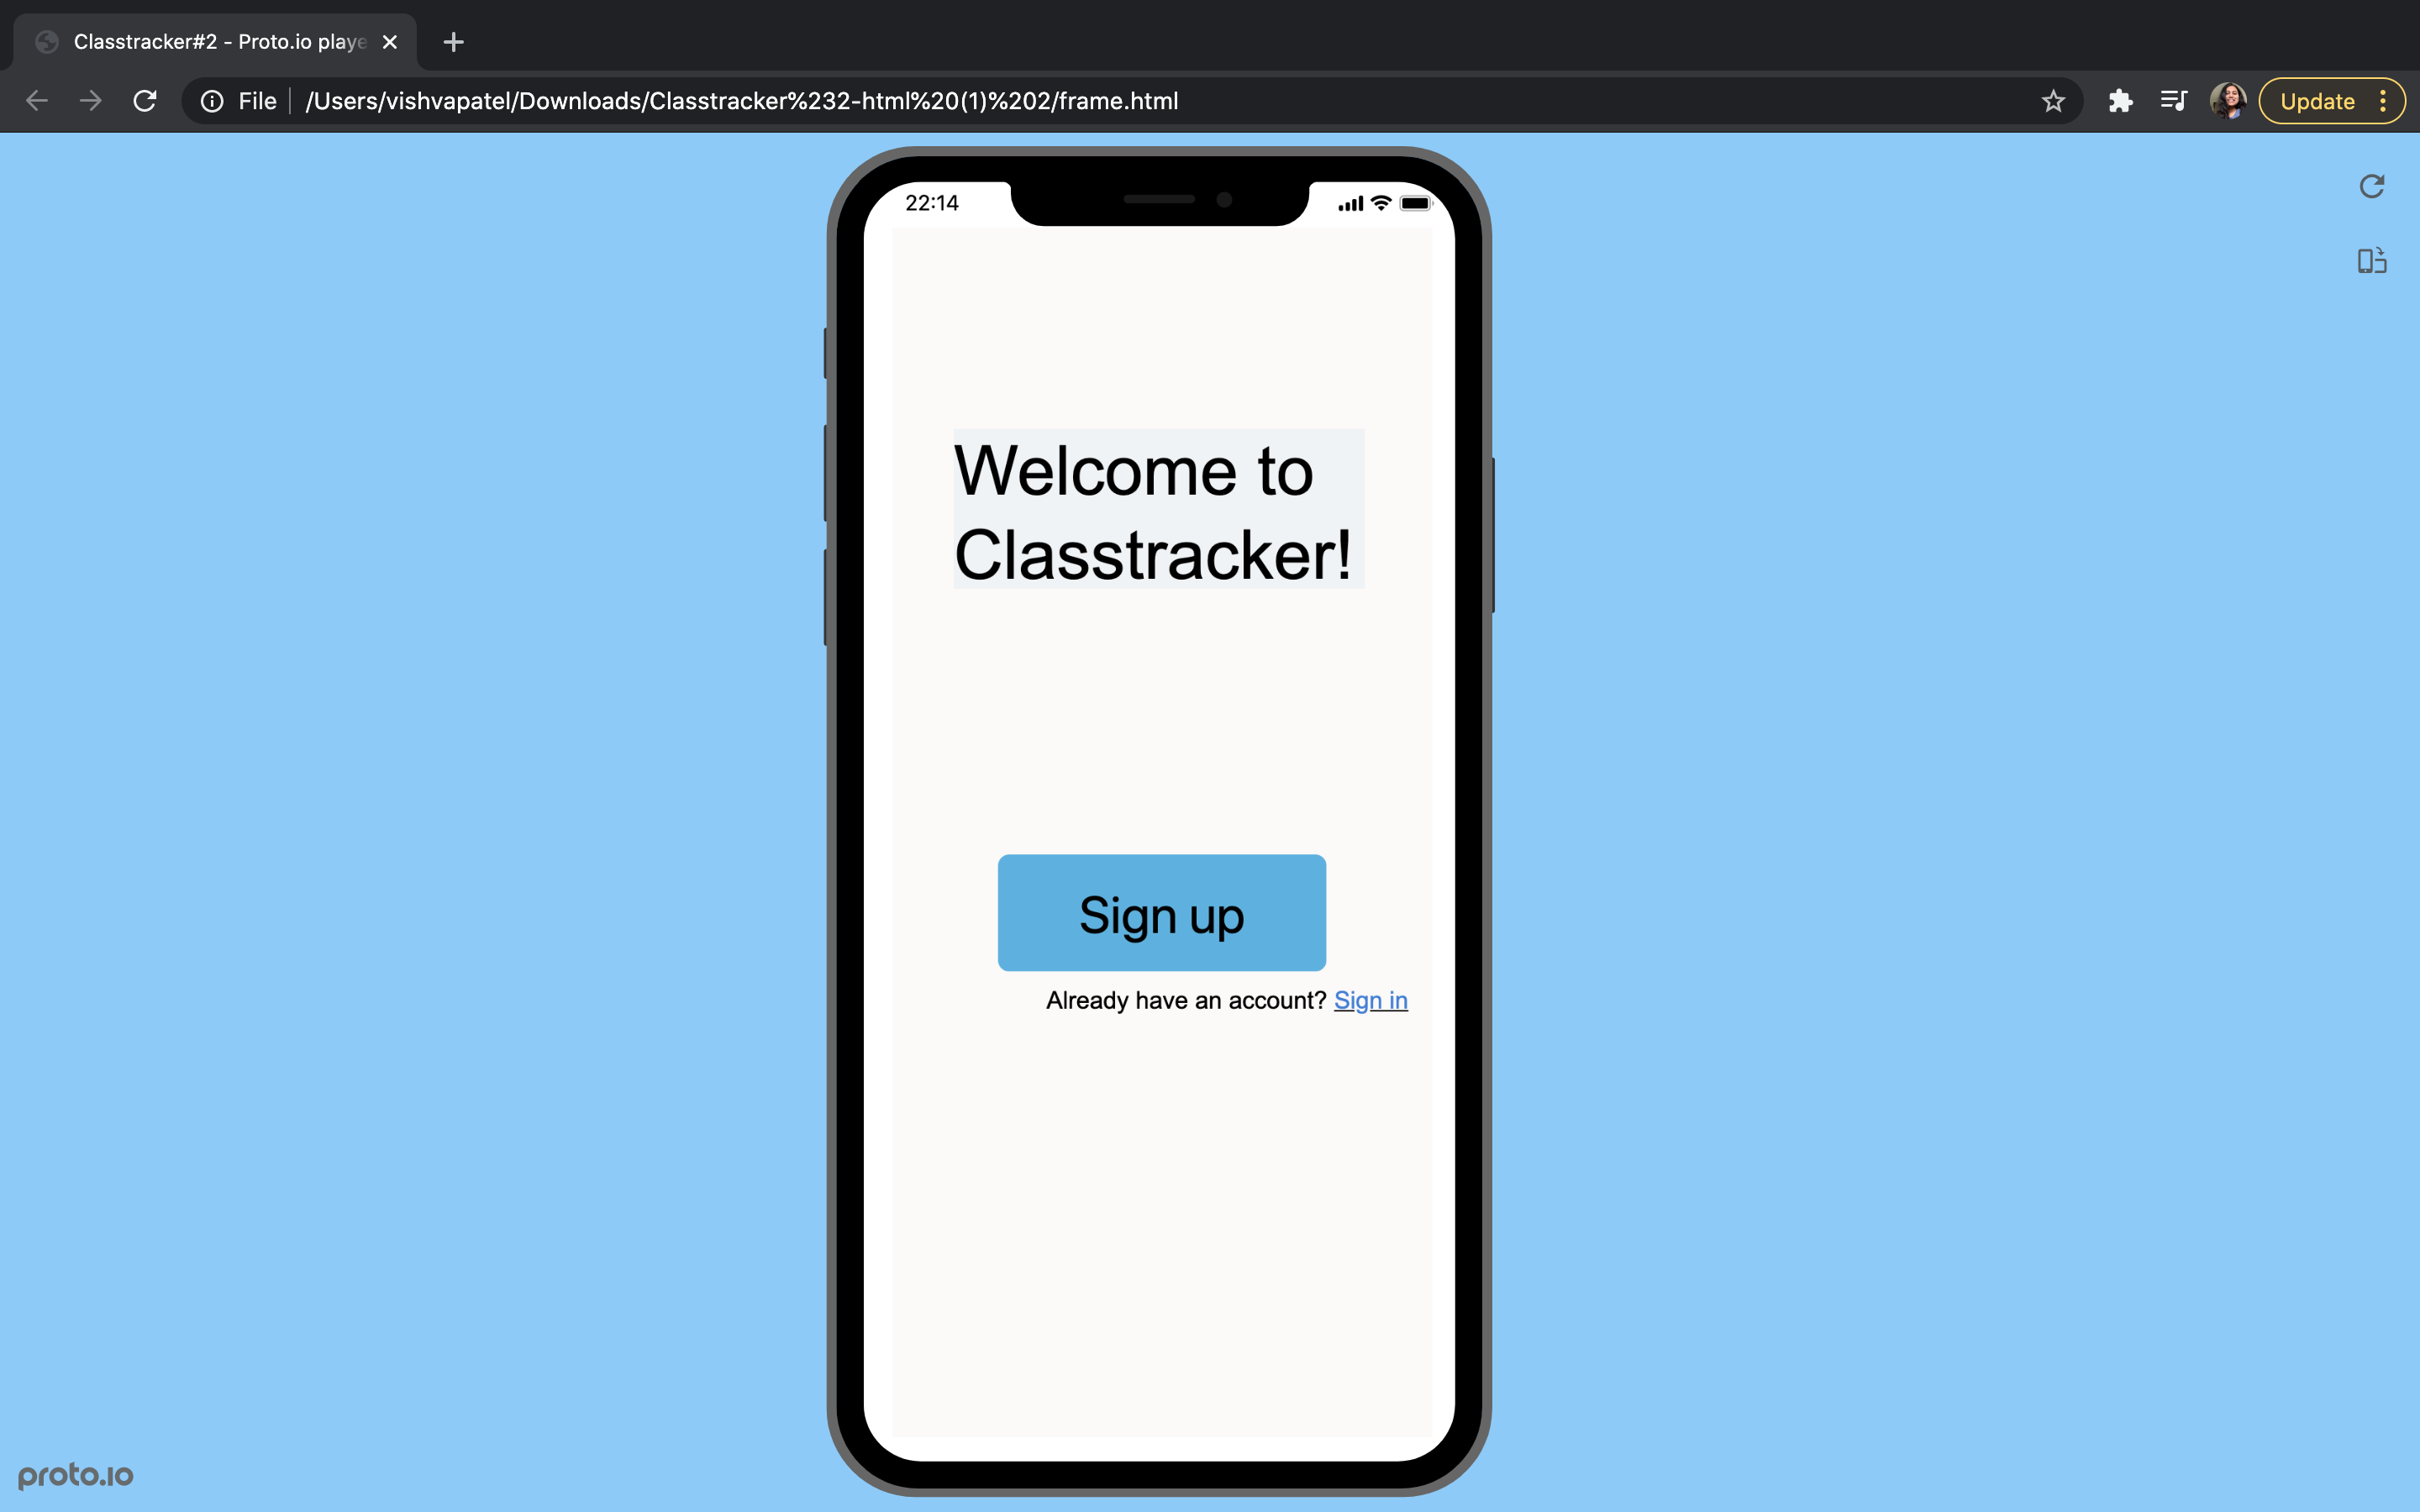 Classtracker#2 - Proto.io playe
File /Users/vishvapatel/Downloads/Classtracker%232-html%20(1)%202/frame.html
Update
22:14
Welcome to
Classtracker!
Sign up
Already have an account? Sign in
proto.io